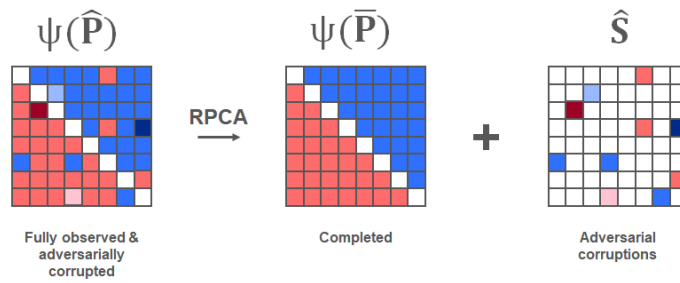 ψ(P̂) ψ(P̄) Ŝ
RPCA
+
Fully observed & Completed Adversarial
adversarially corruptions
corrupted